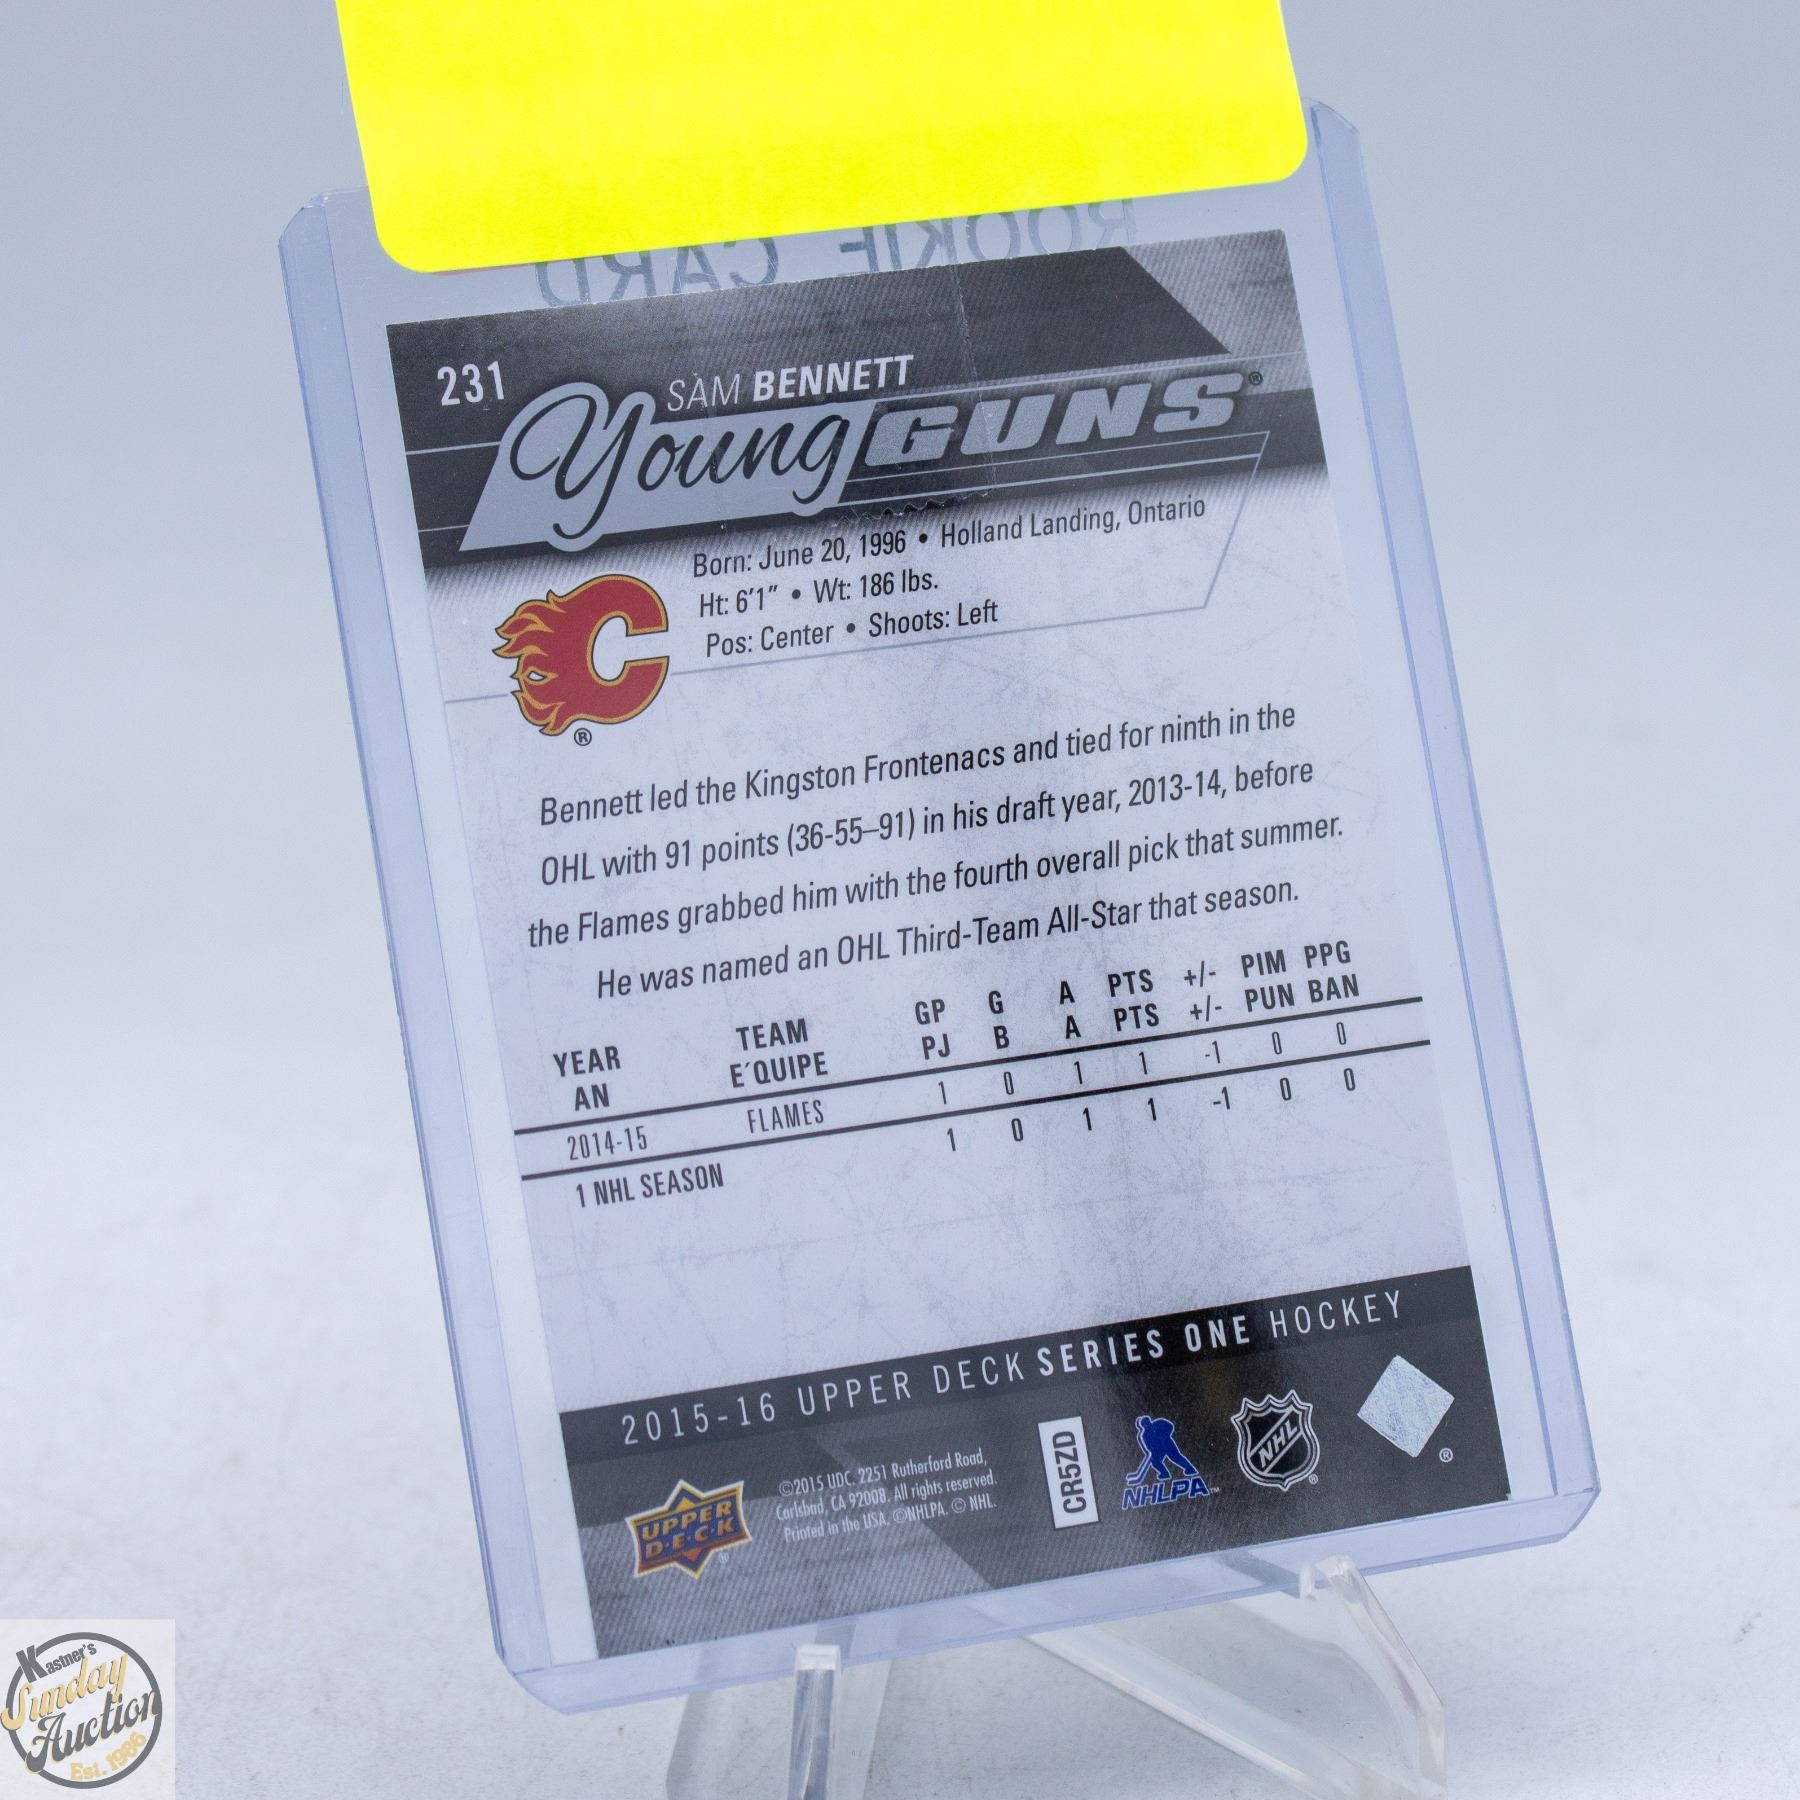 ROOKIE CARD
231
SAM BENNETT
Young GUNS®
Born: June 20, 1996 • Holland Landing, Ontario
Ht: 6'1" • Wt: 186 lbs.
Pos: Center • Shoots: Left
®
Bennett led the Kingston Frontenacs and tied for ninth in the
OHL with 91 points (36-55–91) in his draft year, 2013-14, before
the Flames grabbed him with the fourth overall pick that summer.
He was named an OHL Third-Team All-Star that season.
YEAR TEAM GP G A PTS +/- PIM PPG
AN E´QUIPE PJ B A PTS +/- PUN BAN
2014-15 FLAMES 1 0 1 1 -1 0 0
1 NHL SEASON 1 0 1 1 -1 0 0
2015-16 UPPER DECK SERIES ONE HOCKEY
UPPER
D·E·C·K
®
©2015 UDC. 2251 Rutherford Road,
Carlsbad, CA 92008. All rights reserved.
Printed in the USA. ©NHLPA. © NHL.
CR5ZD
NHLPA™
NHL
®
®
Kastner's
Sunday
Auction
Est. 1986